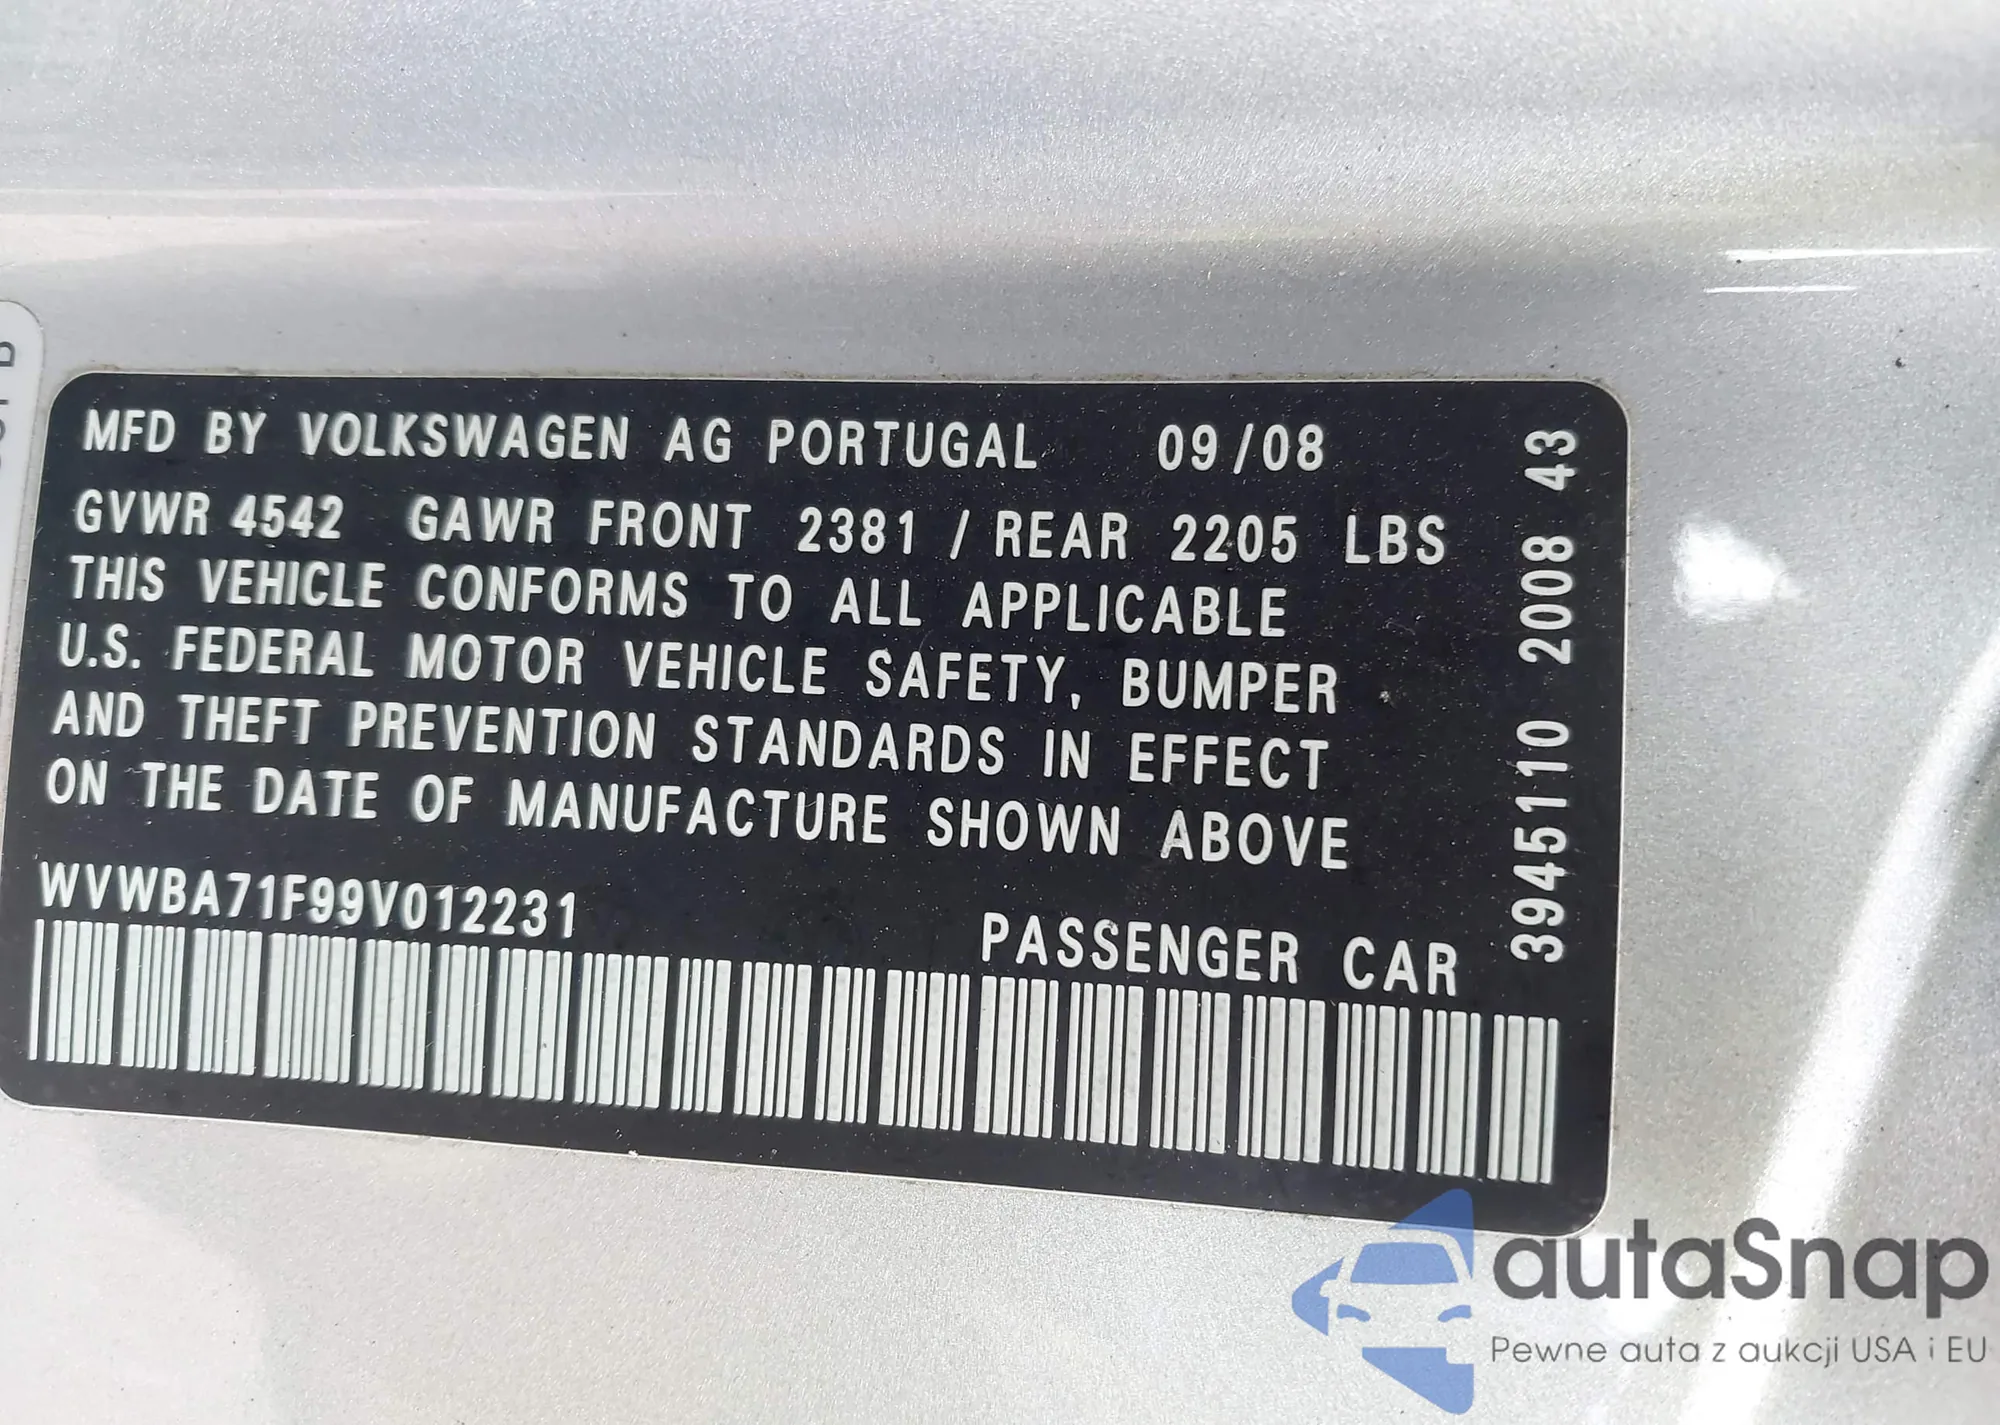 MFD BY VOLKSWAGEN AG PORTUGAL 09/08
GVWR 4542 GAWR FRONT 2381 / REAR 2205 LBS
THIS VEHICLE CONFORMS TO ALL APPLICABLE
U.S. FEDERAL MOTOR VEHICLE SAFETY, BUMPER
AND THEFT PREVENTION STANDARDS IN EFFECT
ON THE DATE OF MANUFACTURE SHOWN ABOVE
WVWBA71F99V012231
PASSENGER CAR
3945110 2008 43
autaSnap
Pewne auta z aukcji USA i EU